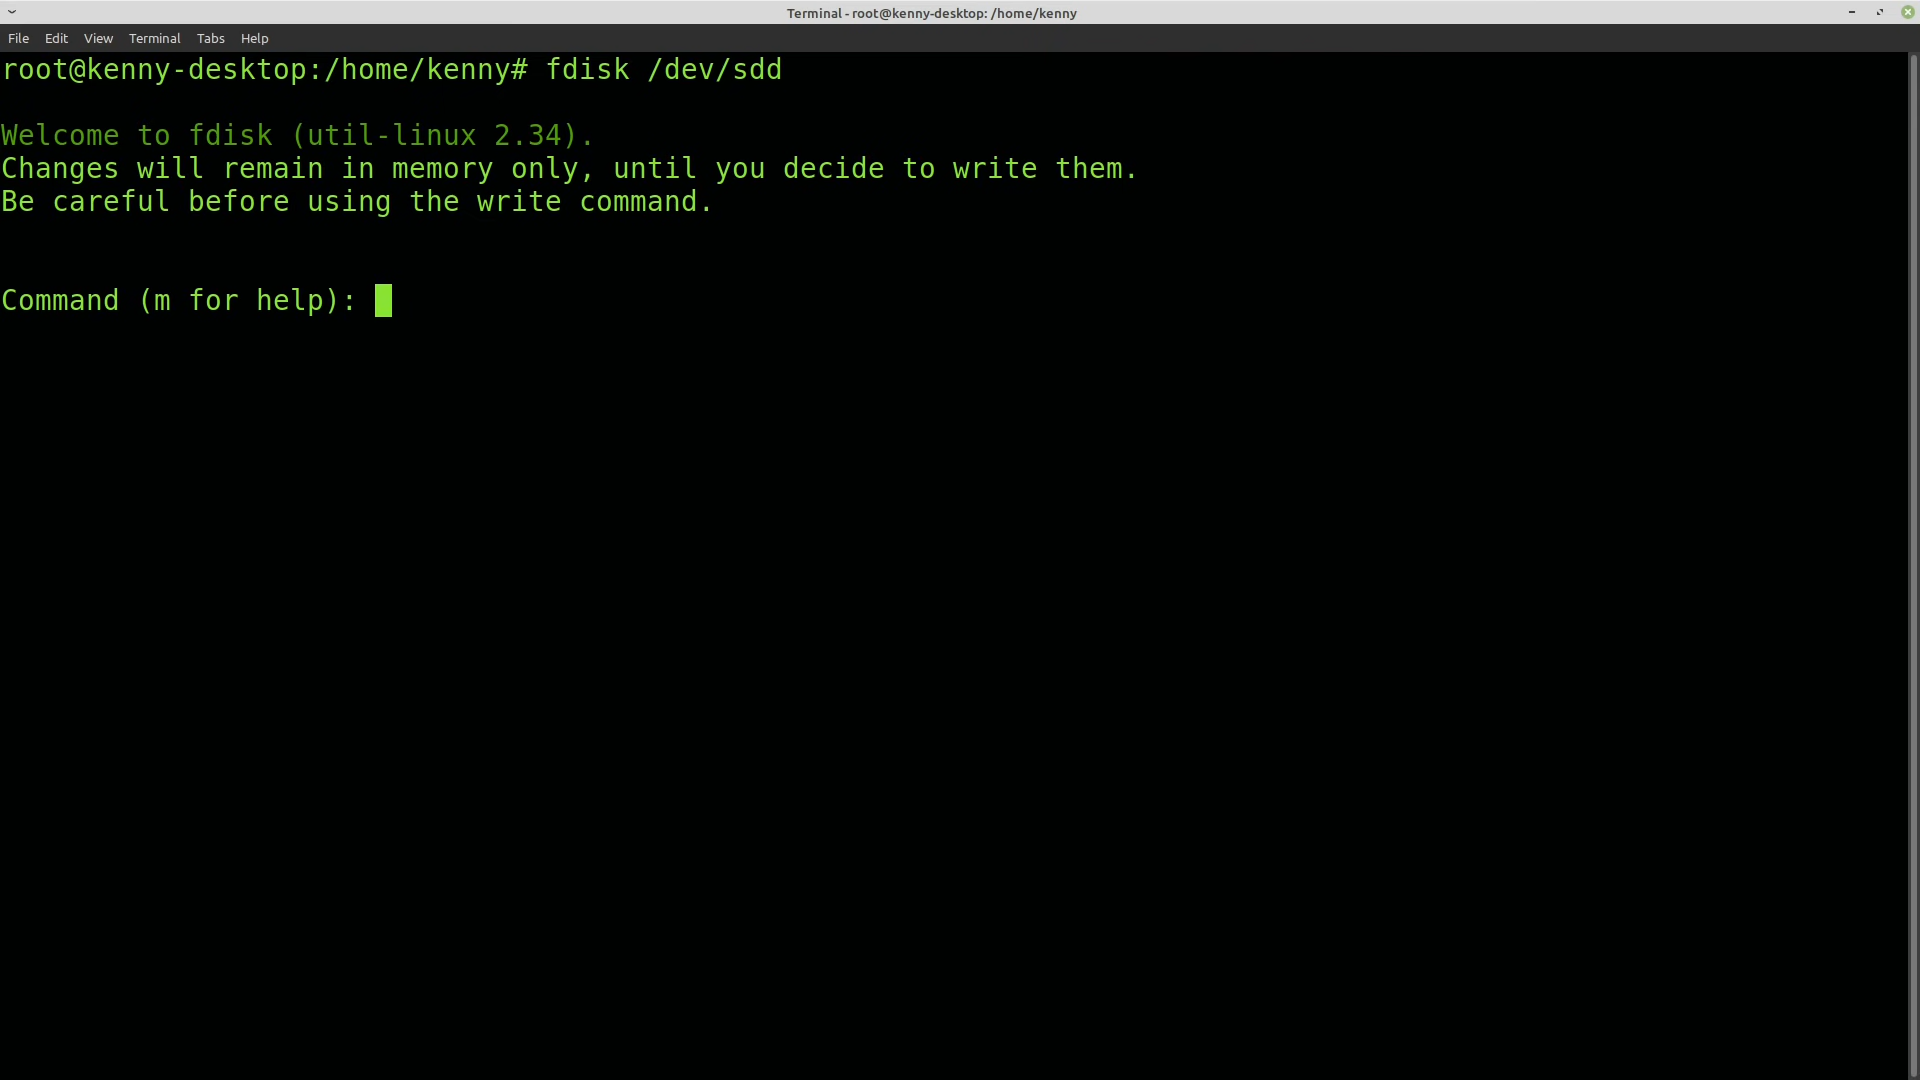 Terminal - root@kenny-desktop: /home/kenny
File Edit View Terminal Tabs Help
root@kenny-desktop:/home/kenny# fdisk /dev/sdd
Welcome to fdisk (util-linux 2.34).
Changes will remain in memory only, until you decide to write them.
Be careful before using the write command.
Command (m for help):